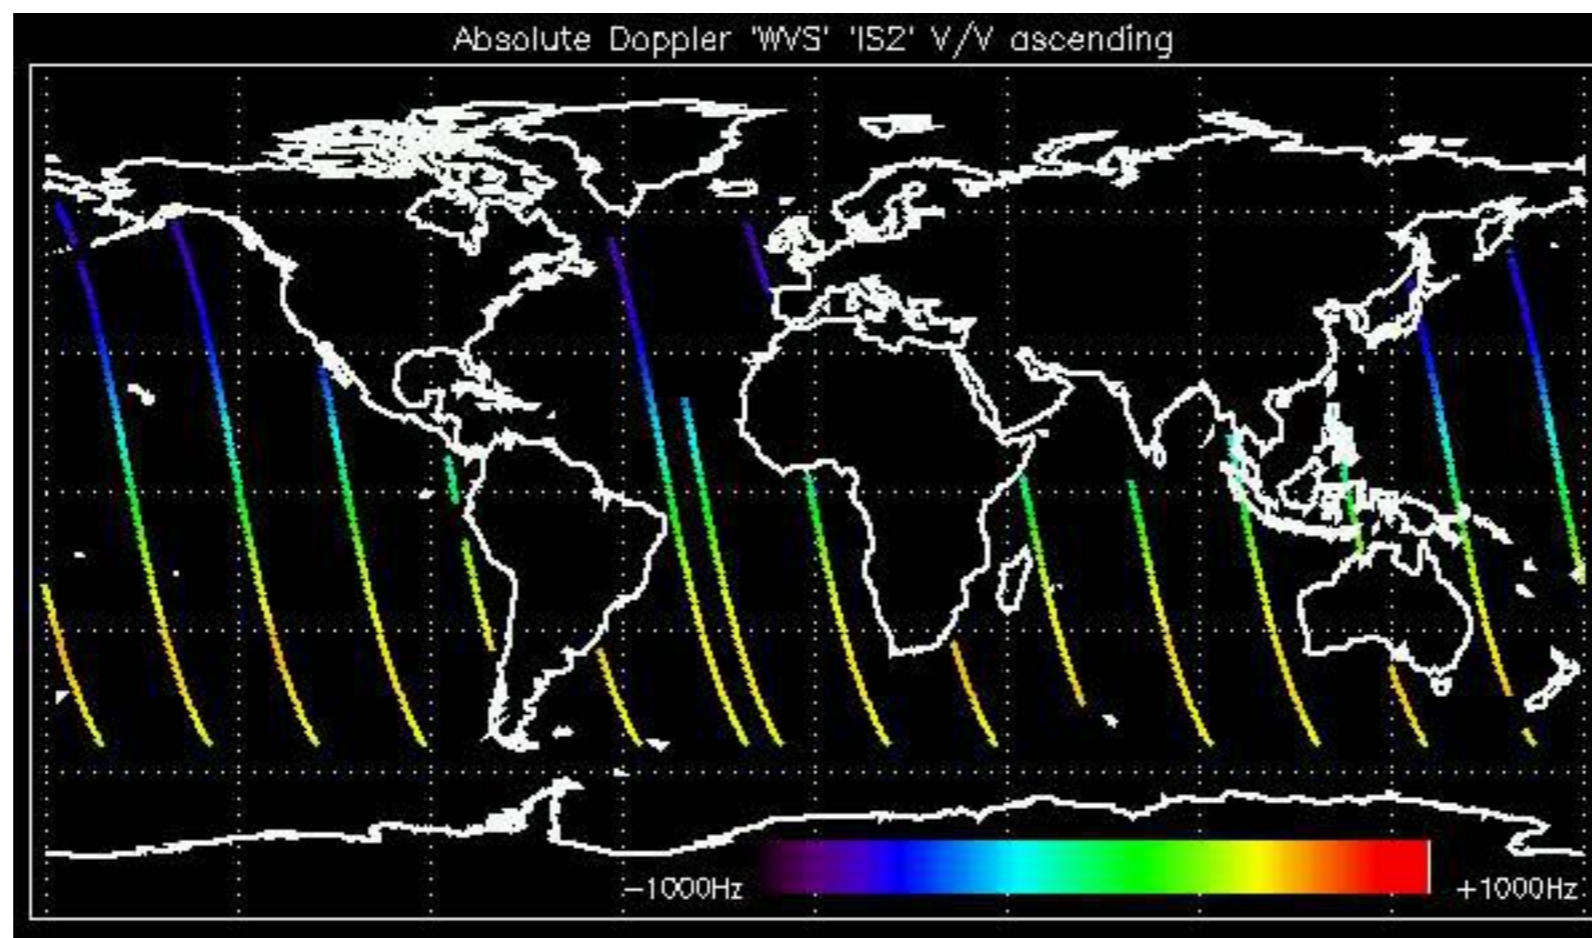 Absolute Doppler 'WVS' 'IS2' V/V ascending
−1000Hz
+1000Hz